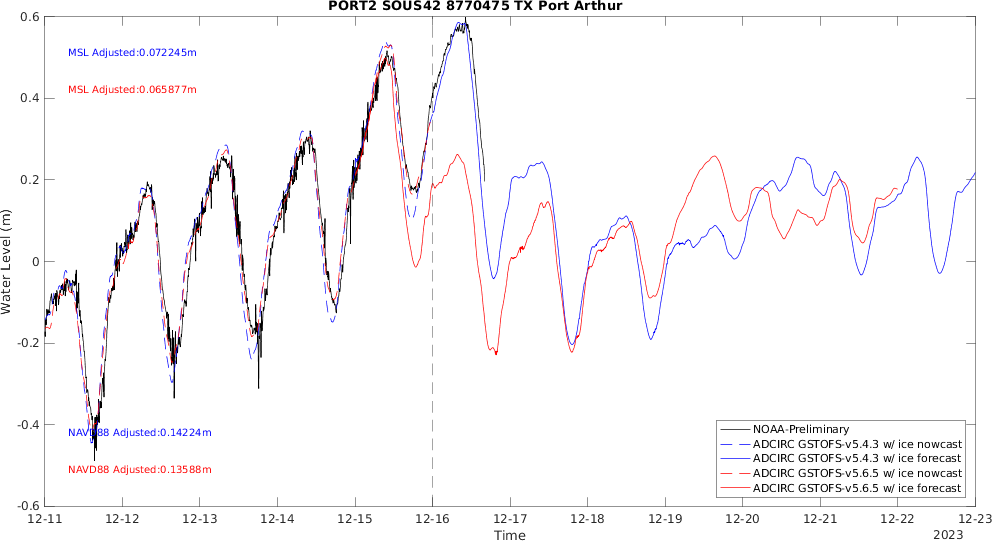 PORT2 SOUS42 8770475 TX Port Arthur
MSL Adjusted:0.072245m
MSL Adjusted:0.065877m
NAVD88 Adjusted:0.14224m
NAVD88 Adjusted:0.13588m
Water Level (m)
0.6
0.4
0.2
0
-0.2
-0.4
-0.6
NOAA-Preliminary
ADCIRC GSTOFS-v5.4.3 w/ ice nowcast
ADCIRC GSTOFS-v5.4.3 w/ ice forecast
ADCIRC GSTOFS-v5.6.5 w/ ice nowcast
ADCIRC GSTOFS-v5.6.5 w/ ice forecast
12-11 12-12 12-13 12-14 12-15 12-16 12-17 12-18 12-19 12-20 12-21 12-22 12-23
Time
2023